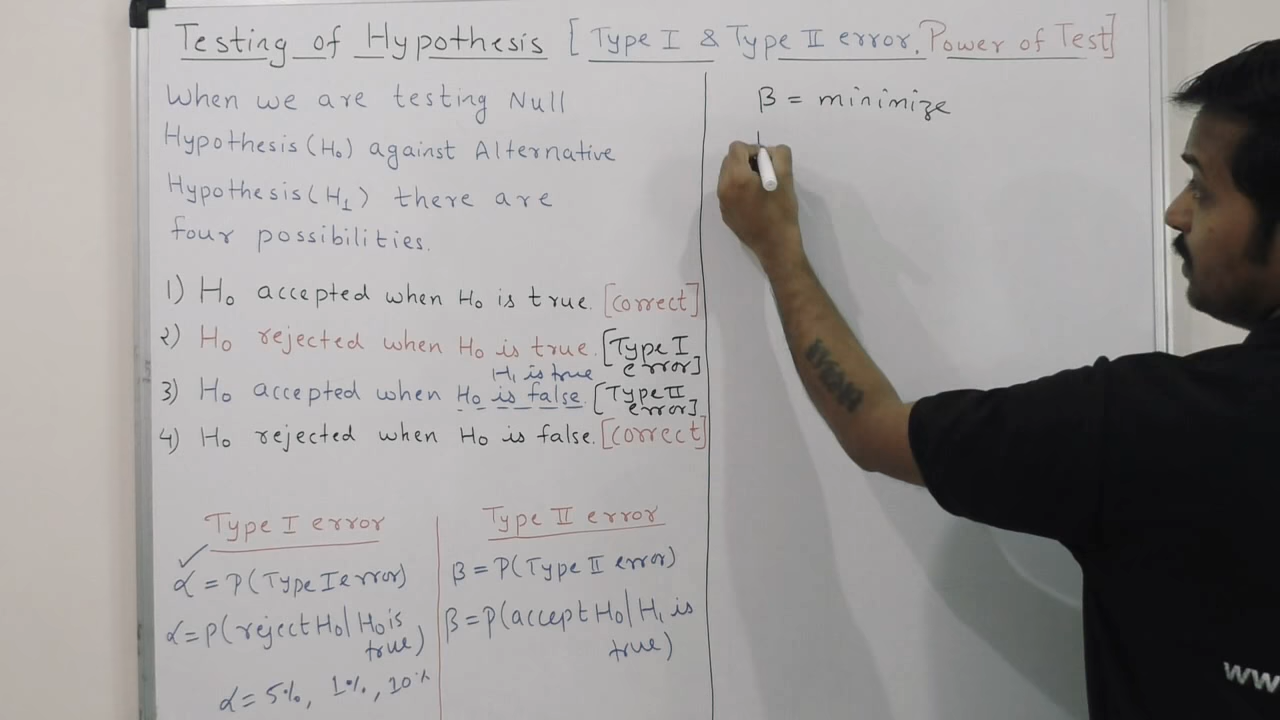 Testing of Hypothesis [Type I & Type II error, Power of Test]
When we are testing Null
Hypothesis (H₀) against Alternative
Hypothesis (H₁) there are
four possibilities.
1) H₀ accepted when H₀ is true. [correct]
2) H₀ rejected when H₀ is true. [Type I
error]
H₁ is true
3) H₀ accepted when H₀ is false. [Type II
error]
4) H₀ rejected when H₀ is false. [correct]
Type I error
✓
α = P(Type I error)
α = P(reject H₀ | H₀ is
true)
α = 5%, 1%, 10%
Type II error
β = P(Type II error)
β = P(accept H₀ | H₁ is
true)
β = minimize
ww